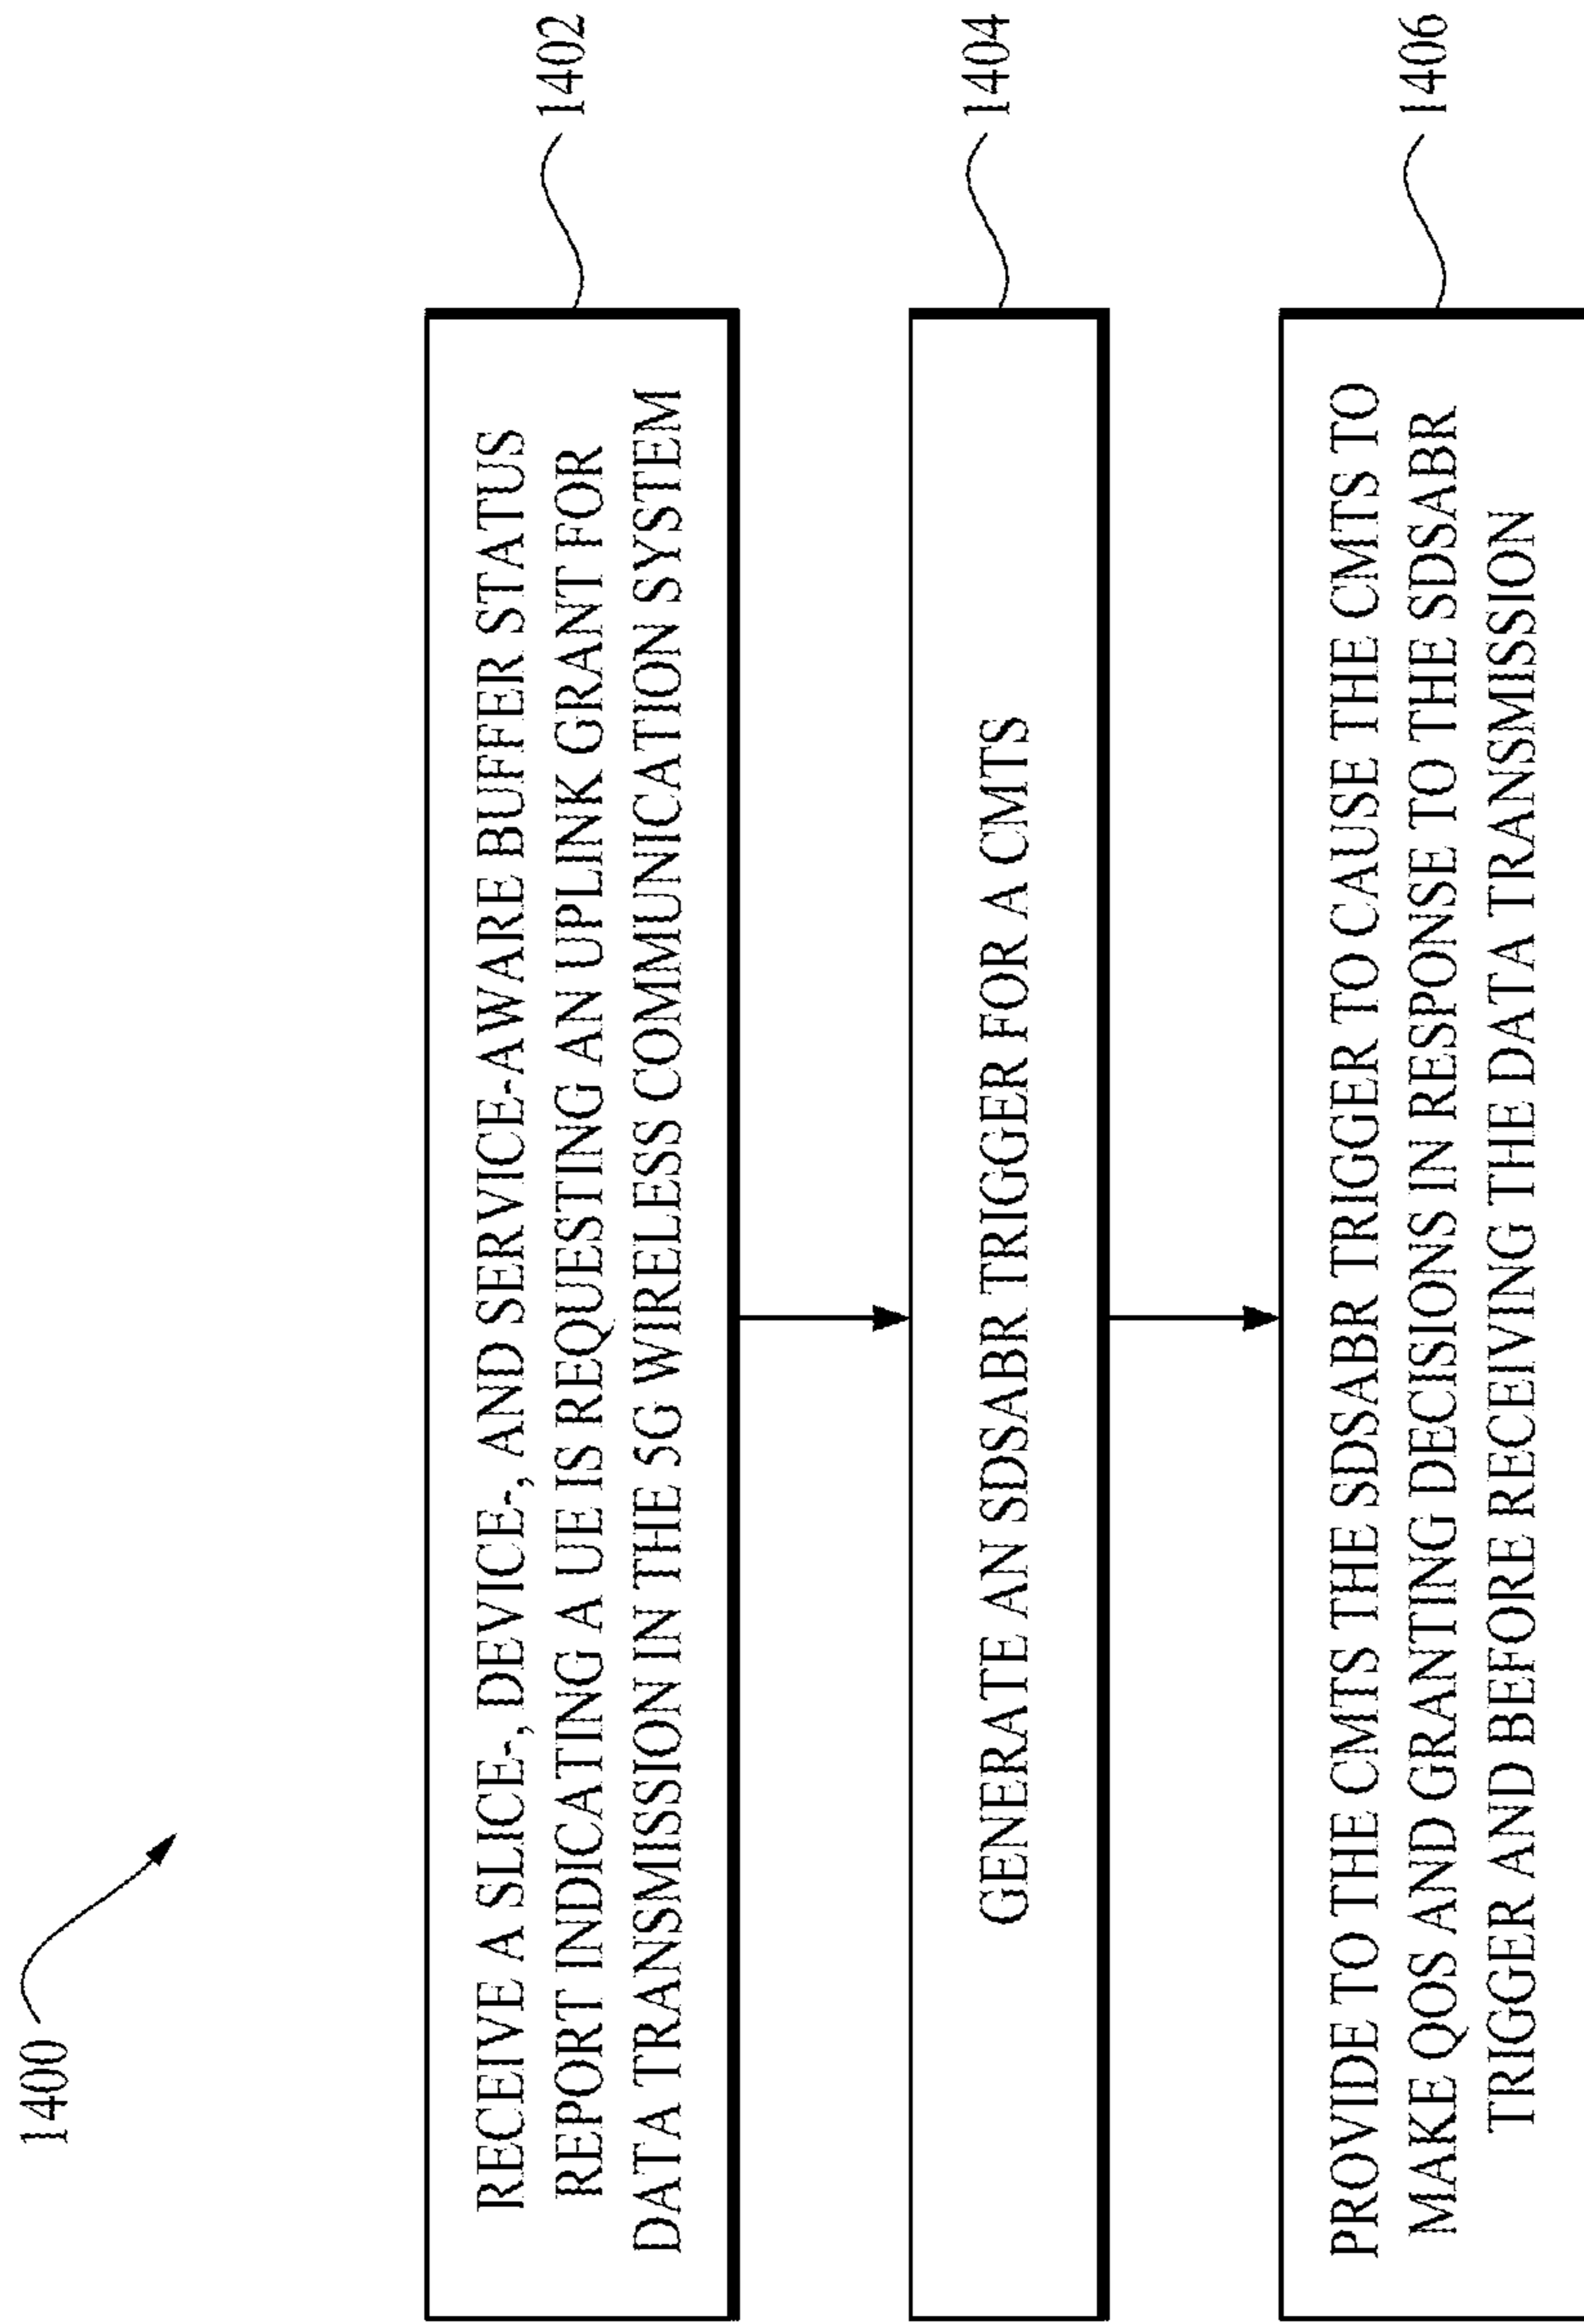 1400
RECEIVE A SLICE-, DEVICE-, AND SERVICE-AWARE BUFFER STATUS
REPORT INDICATING A UE IS REQUESTING AN UPLINK GRANT FOR
DATA TRANSMISSION IN THE 5G WIRELESS COMMUNICATION SYSTEM
1402
GENERATE AN SDSABR TRIGGER FOR A CMTS
1404
PROVIDE TO THE CMTS THE SDSABR TRIGGER TO CAUSE THE CMTS TO
MAKE QOS AND GRANTING DECISIONS IN RESPONSE TO THE SDSABR
TRIGGER AND BEFORE RECEIVING THE DATA TRANSMISSION
1406